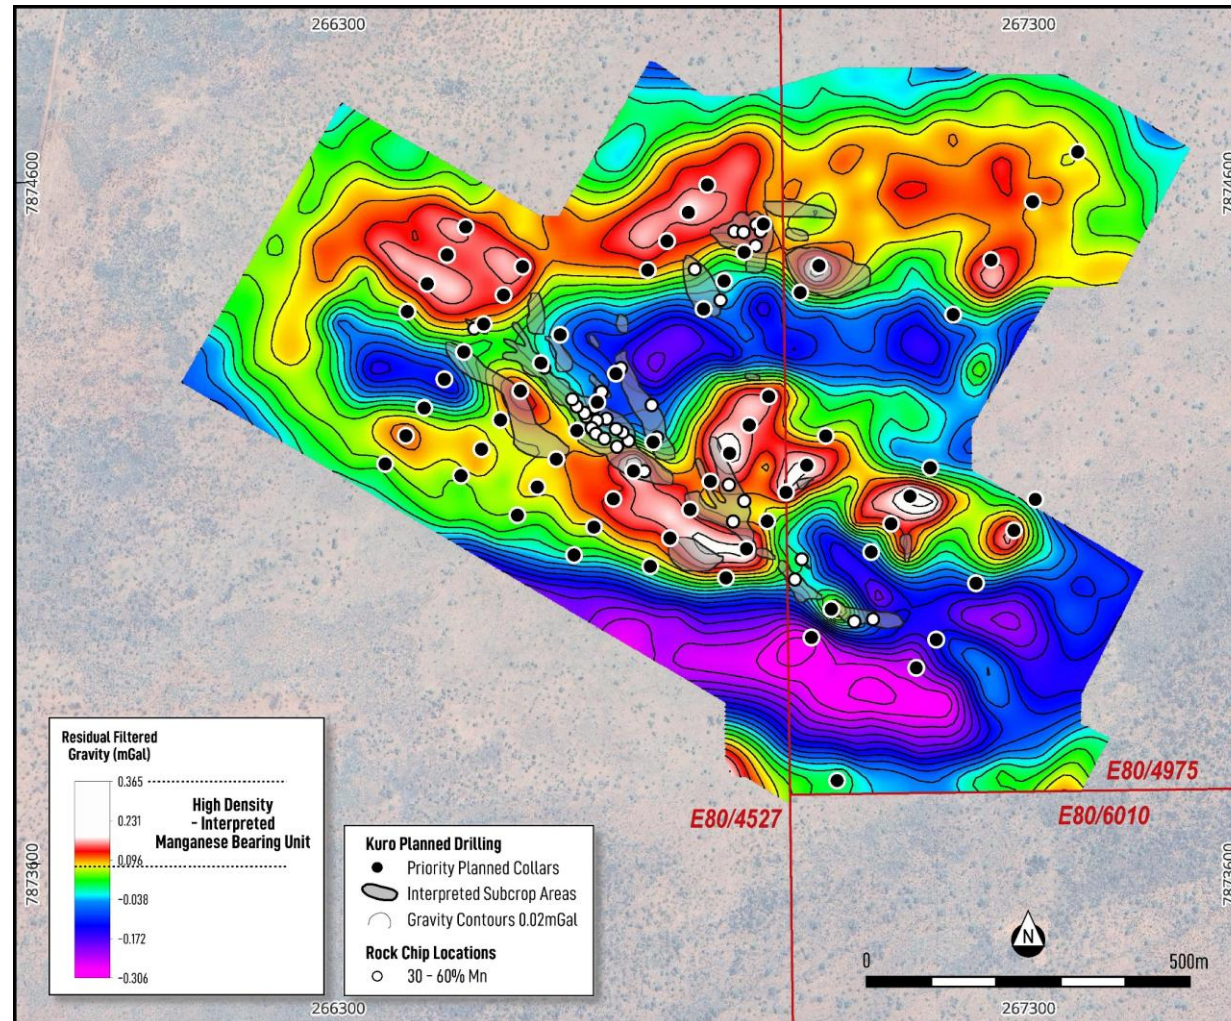 266300
267300
7874600
7874600
Residual Filtered
Gravity (mGal)
0.365
0.231
0.096
-0.038
-0.172
-0.306
High Density
- Interpreted
Manganese Bearing Unit
Kuro Planned Drilling
Priority Planned Collars
Interpreted Subcrop Areas
Gravity Contours 0.02mGal
Rock Chip Locations
30 - 60% Mn
E80/4527
E80/4975
E80/6010
7873600
7873600
N
0
500m
266300
267300